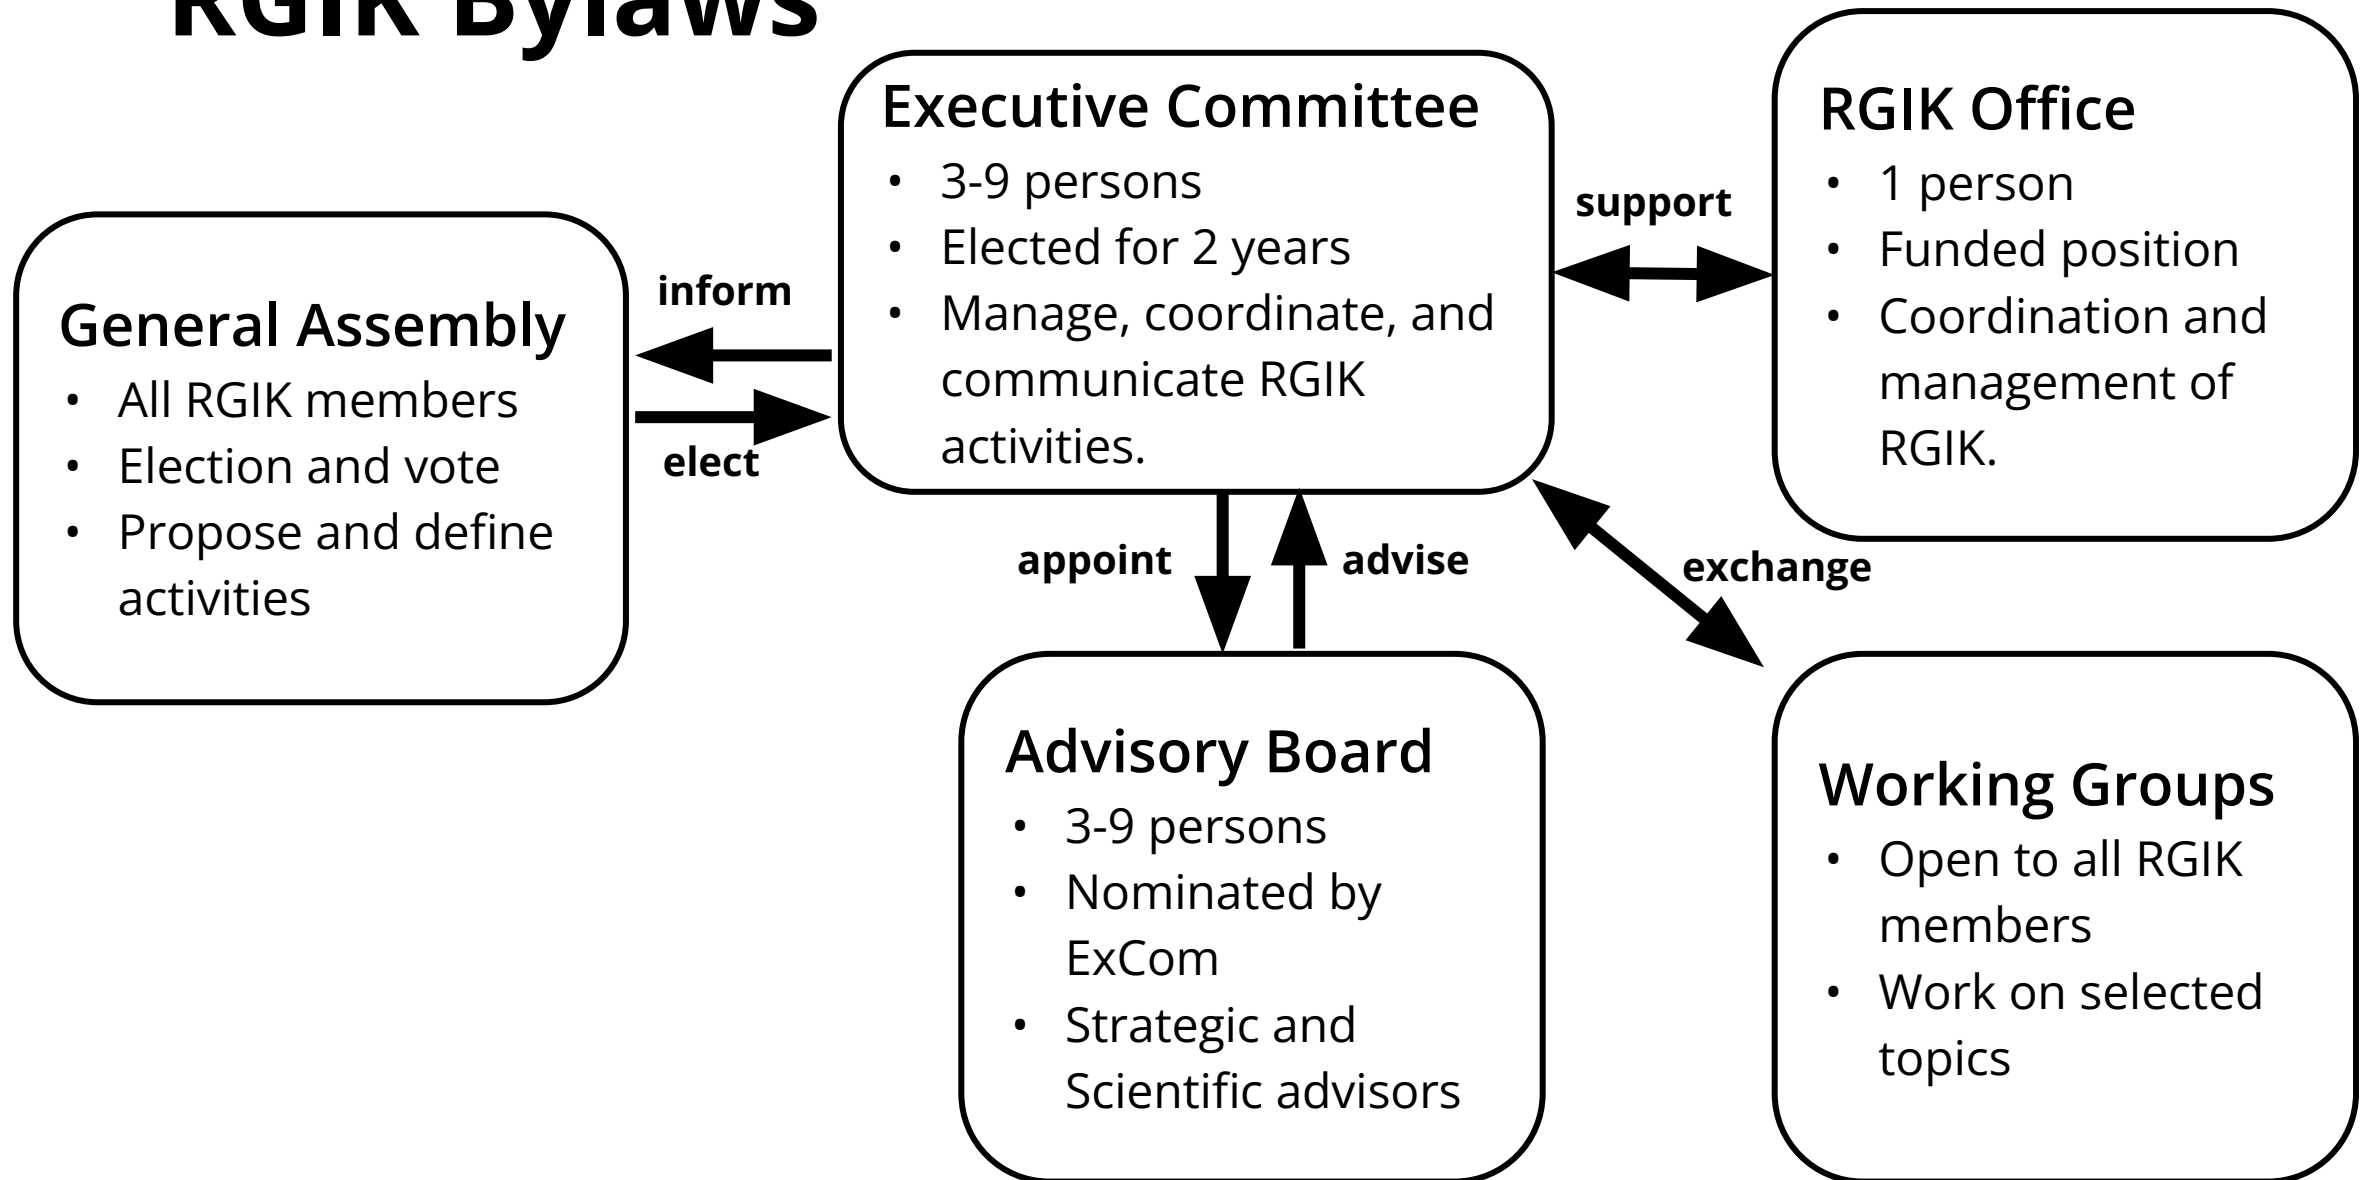 RGIK Bylaws
Executive Committee
• 3-9 persons
• Elected for 2 years
• Manage, coordinate, and
communicate RGIK
activities.
RGIK Office
• 1 person
• Funded position
• Coordination and
management of
RGIK.
support
General Assembly
• All RGIK members
• Election and vote
• Propose and define
activities
inform
elect
appoint
advise
exchange
Advisory Board
• 3-9 persons
• Nominated by
ExCom
• Strategic and
Scientific advisors
Working Groups
• Open to all RGIK
members
• Work on selected
topics